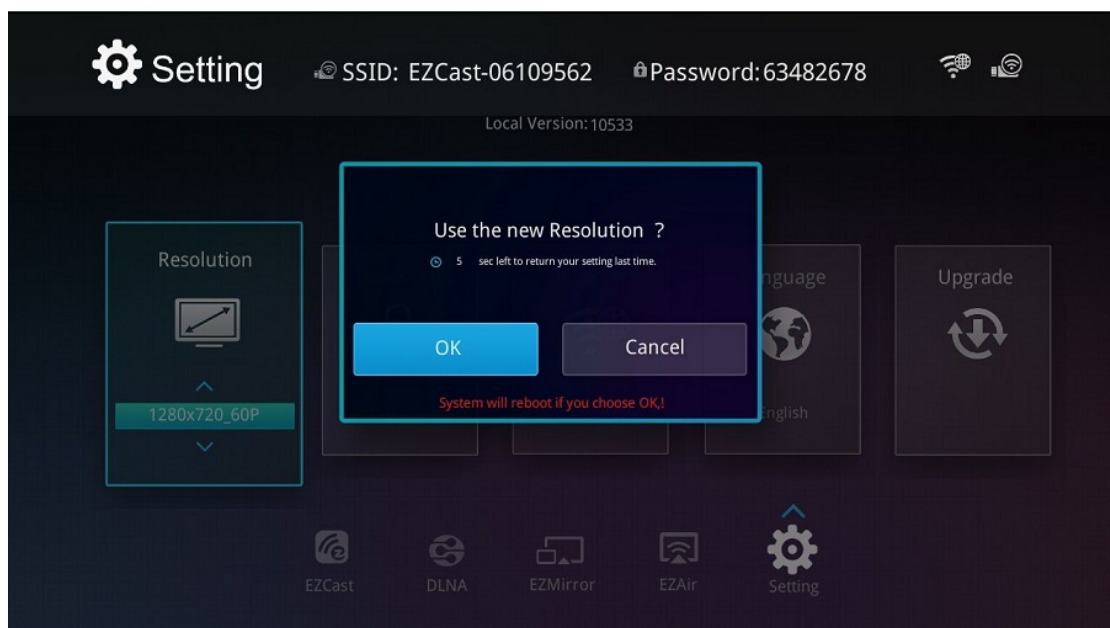 Setting
SSID: EZCast-06109562
Password: 63482678
Local Version: 10533
Use the new Resolution ?
5 sec left to return your setting last time.
OK
Cancel
System will reboot if you choose OK,!
Resolution
1280x720_60P
nguage
English
Upgrade
EZCast
DLNA
EZMirror
EZAir
Setting